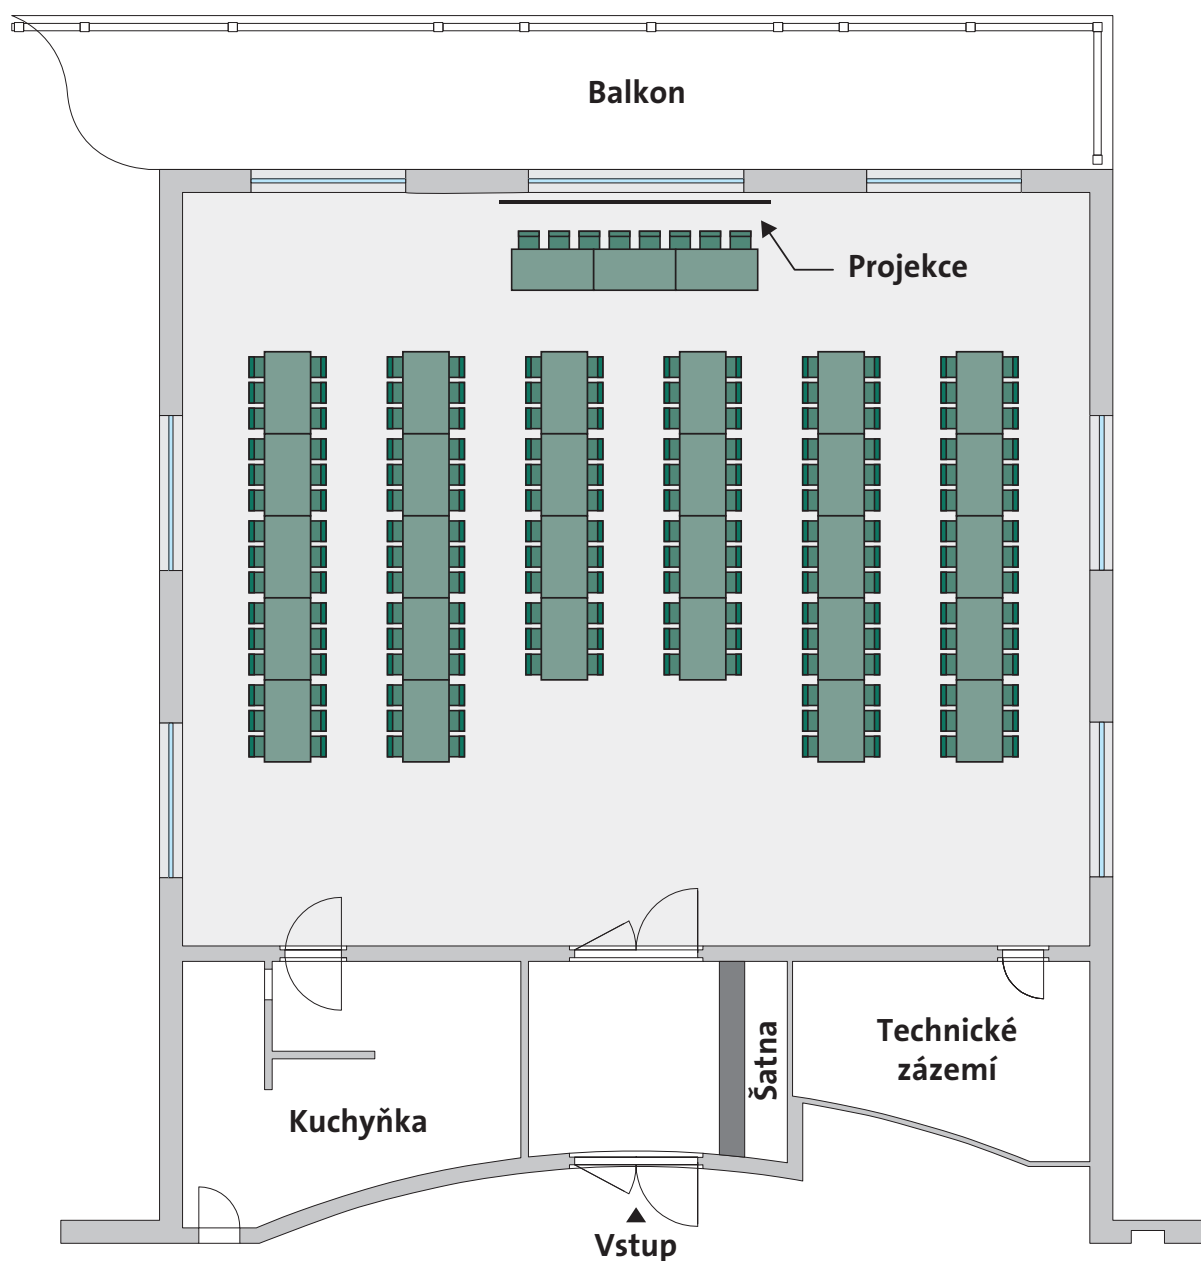 Balkon
Projekce
Technické
zázemí
Šatna
Kuchyňka
Vstup